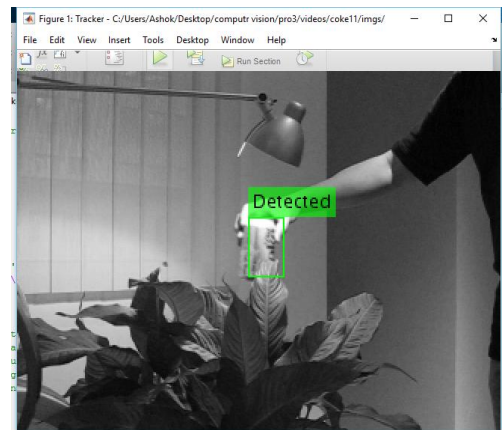 Figure 1: Tracker - C:/Users/Ashok/Desktop/computr vision/pro3/videos/coke11/imgs/
File Edit View Insert Tools Desktop Window Help
Run Section
Detected